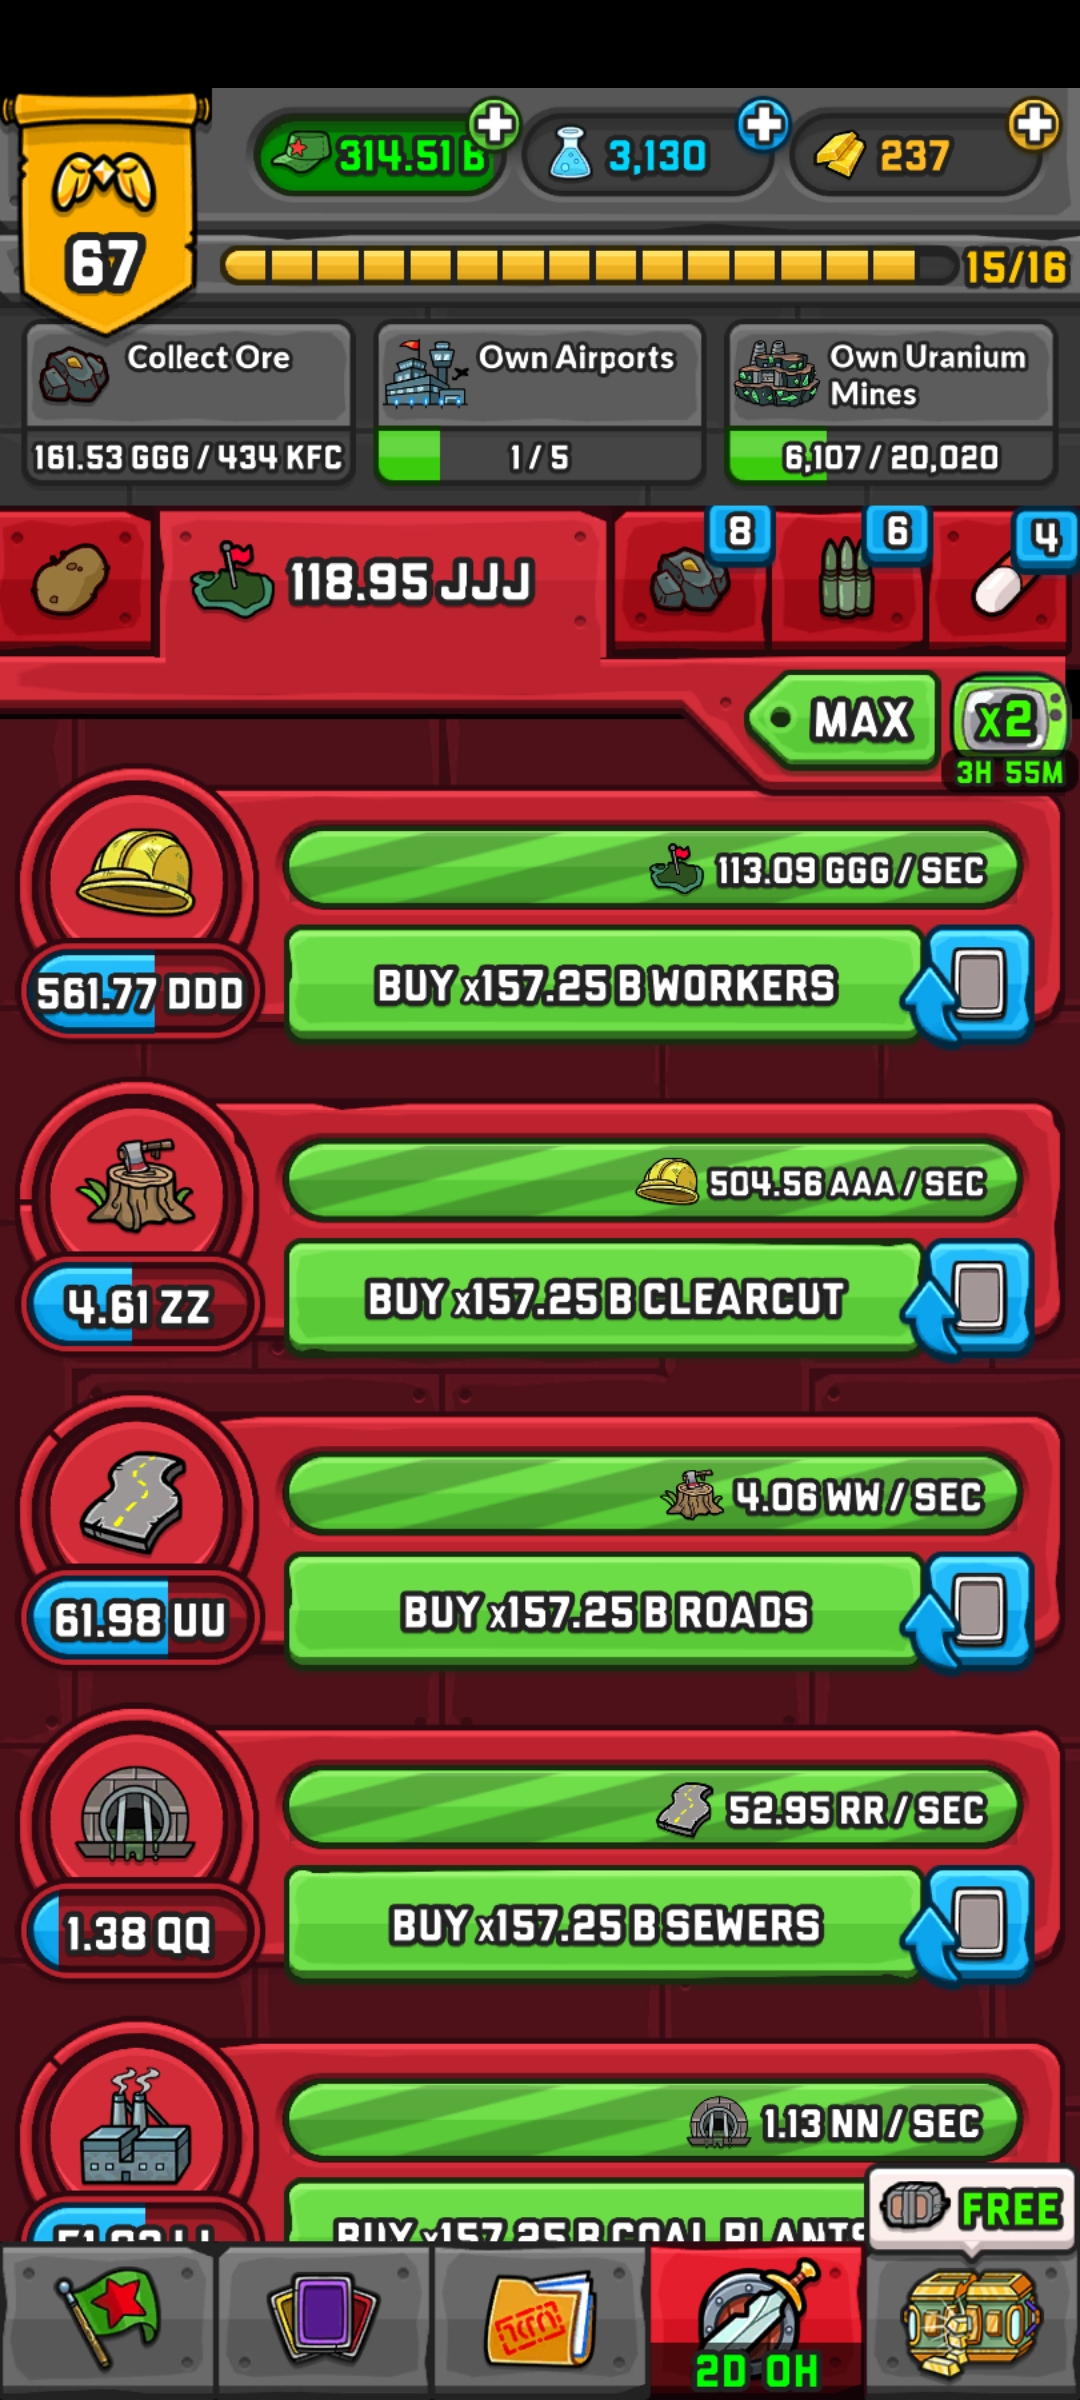 314.51 B
3,130
237
67
15/16
Collect Ore
161.53 GGG / 434 KFC
Own Airports
1 / 5
Own Uranium
Mines
6,107 / 20,020
118.95 JJJ
8
6
4
MAX
x2
3H 55M
113.09 GGG / SEC
561.77 DDD
BUY x157.25 B WORKERS
504.56 AAA / SEC
4.61 ZZ
BUY x157.25 B CLEARCUT
4.06 WW / SEC
61.98 UU
BUY x157.25 B ROADS
52.95 RR / SEC
1.38 QQ
BUY x157.25 B SEWERS
1.13 NN / SEC
BUY x157.25 B COAL PLANTS
FREE
2D 0H